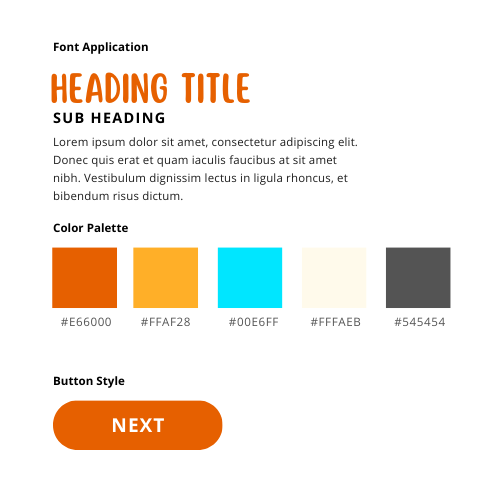 Font Application
HEADING TITLE
SUB HEADING
Lorem ipsum dolor sit amet, consectetur adipiscing elit.
Donec quis erat et quam iaculis faucibus at sit amet
nibh. Vestibulum dignissim lectus in ligula rhoncus, et
bibendum risus dictum.
Color Palette
#E66000 #FFAF28 #00E6FF #FFFAEB #545454
Button Style
NEXT